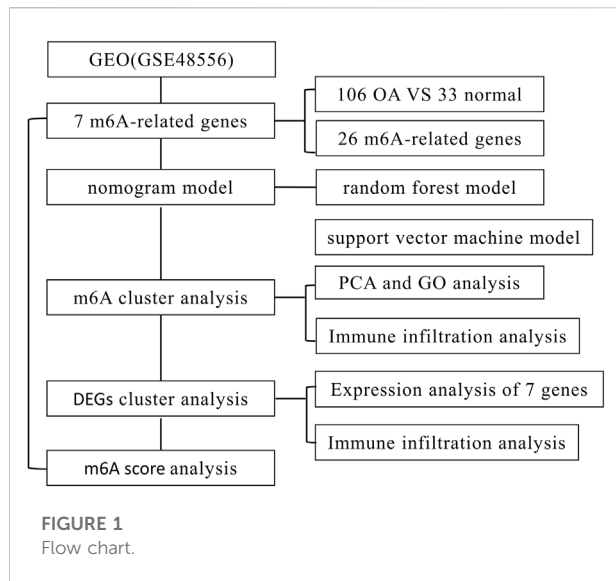 GEO(GSE48556)
106 OA VS 33 normal
7 m6A-related genes
26 m6A-related genes
nomogram model
random forest model
support vector machine model
m6A cluster analysis
PCA and GO analysis
Immune infiltration analysis
DEGs cluster analysis
Expression analysis of 7 genes
Immune infiltration analysis
m6A score analysis
FIGURE 1
Flow chart.